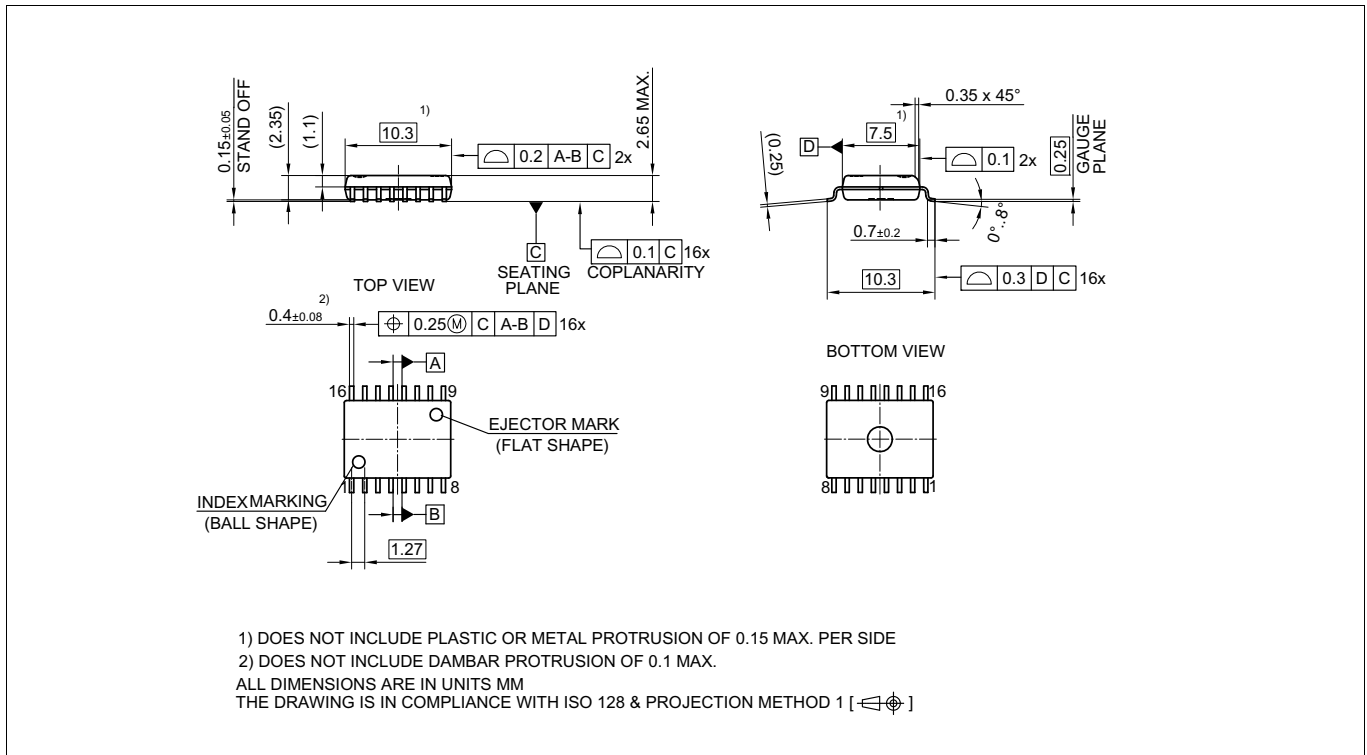 0.15±0.05
STAND OFF
(2.35)
(1.1)
1)
10.3
2.65 MAX.
0.2 A-B C 2x
C
SEATING
PLANE
0.1 C 16x
COPLANARITY
0.35 x 45°
1)
7.5
D
(0.25)
0.1 2x
0.25
GAUGE
PLANE
0°..8°
0.7±0.2
10.3
0.3 D C 16x
TOP VIEW
2)
0.4±0.08
⌖ 0.25Ⓜ C A-B D 16x
A
16 9
EJECTOR MARK
(FLAT SHAPE)
1 8
INDEX MARKING
(BALL SHAPE)
B
1.27
BOTTOM VIEW
9 16
8 1
1) DOES NOT INCLUDE PLASTIC OR METAL PROTRUSION OF 0.15 MAX. PER SIDE
2) DOES NOT INCLUDE DAMBAR PROTRUSION OF 0.1 MAX.
ALL DIMENSIONS ARE IN UNITS MM
THE DRAWING IS IN COMPLIANCE WITH ISO 128 & PROJECTION METHOD 1 [ ]